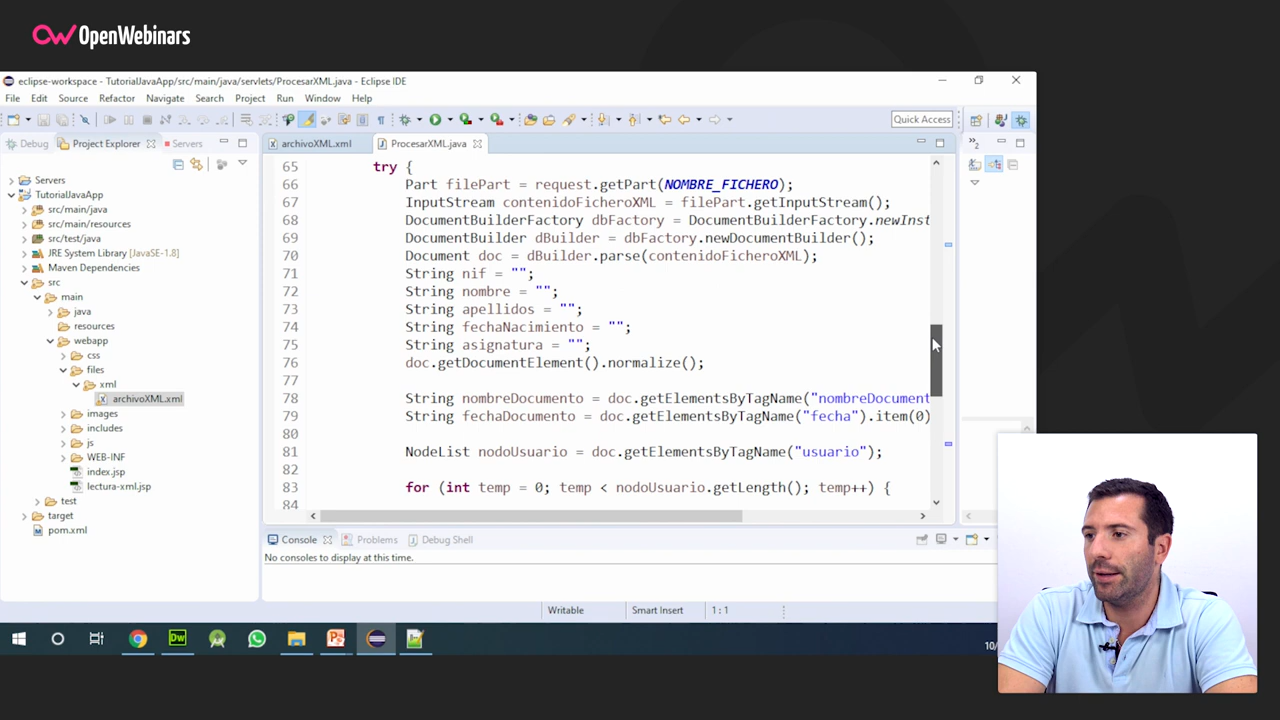 OpenWebinars
eclipse-workspace - TutorialJavaApp/src/main/java/servlets/ProcesarXML.java - Eclipse IDE
File Edit Source Refactor Navigate Search Project Run Window Help
Quick Access
Debug Project Explorer Servers
archivoXML.xml ProcesarXML.java
Servers
TutorialJavaApp
src/main/java
src/main/resources
src/test/java
JRE System Library [JavaSE-1.8]
Maven Dependencies
src
main
java
resources
webapp
css
files
xml
archivoXML.xml
images
includes
js
WEB-INF
index.jsp
lectura-xml.jsp
test
target
pom.xml
65 try {
66 Part filePart = request.getPart(NOMBRE_FICHERO);
67 InputStream contenidoFicheroXML = filePart.getInputStream();
68 DocumentBuilderFactory dbFactory = DocumentBuilderFactory.newInst
69 DocumentBuilder dBuilder = dbFactory.newDocumentBuilder();
70 Document doc = dBuilder.parse(contenidoFicheroXML);
71 String nif = "";
72 String nombre = "";
73 String apellidos = "";
74 String fechaNacimiento = "";
75 String asignatura = "";
76 doc.getDocumentElement().normalize();
77
78 String nombreDocumento = doc.getElementsByTagName("nombreDocument
79 String fechaDocumento = doc.getElementsByTagName("fecha").item(0)
80
81 NodeList nodoUsuario = doc.getElementsByTagName("usuario");
82
83 for (int temp = 0; temp < nodoUsuario.getLength(); temp++) {
84
Console Problems Debug Shell
No consoles to display at this time.
Writable Smart Insert 1 : 1
10/